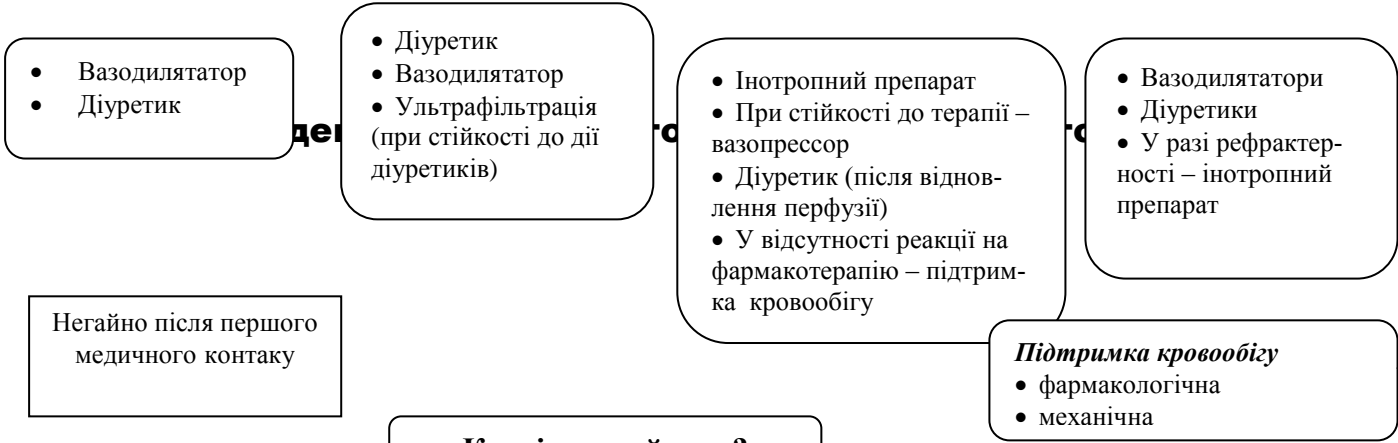 • Вазодилятатор
• Діуретик
• Діуретик
• Вазодилятатор
• Ультрафільтрація
(при стійкості до дії
діуретиків)
• Інотропний препарат
• При стійкості до терапії –
вазопрессор
• Діуретик (після віднов-
лення перфузії)
• У відсутності реакції на
фармакотерапію – підтрим-
ка кровообігу
• Вазодилятатори
• Діуретики
• У разі рефрактер-
ності – інотропний
препарат
Негайно після першого
медичного контаку
Підтримка кровообігу
• фармакологічна
• механічна